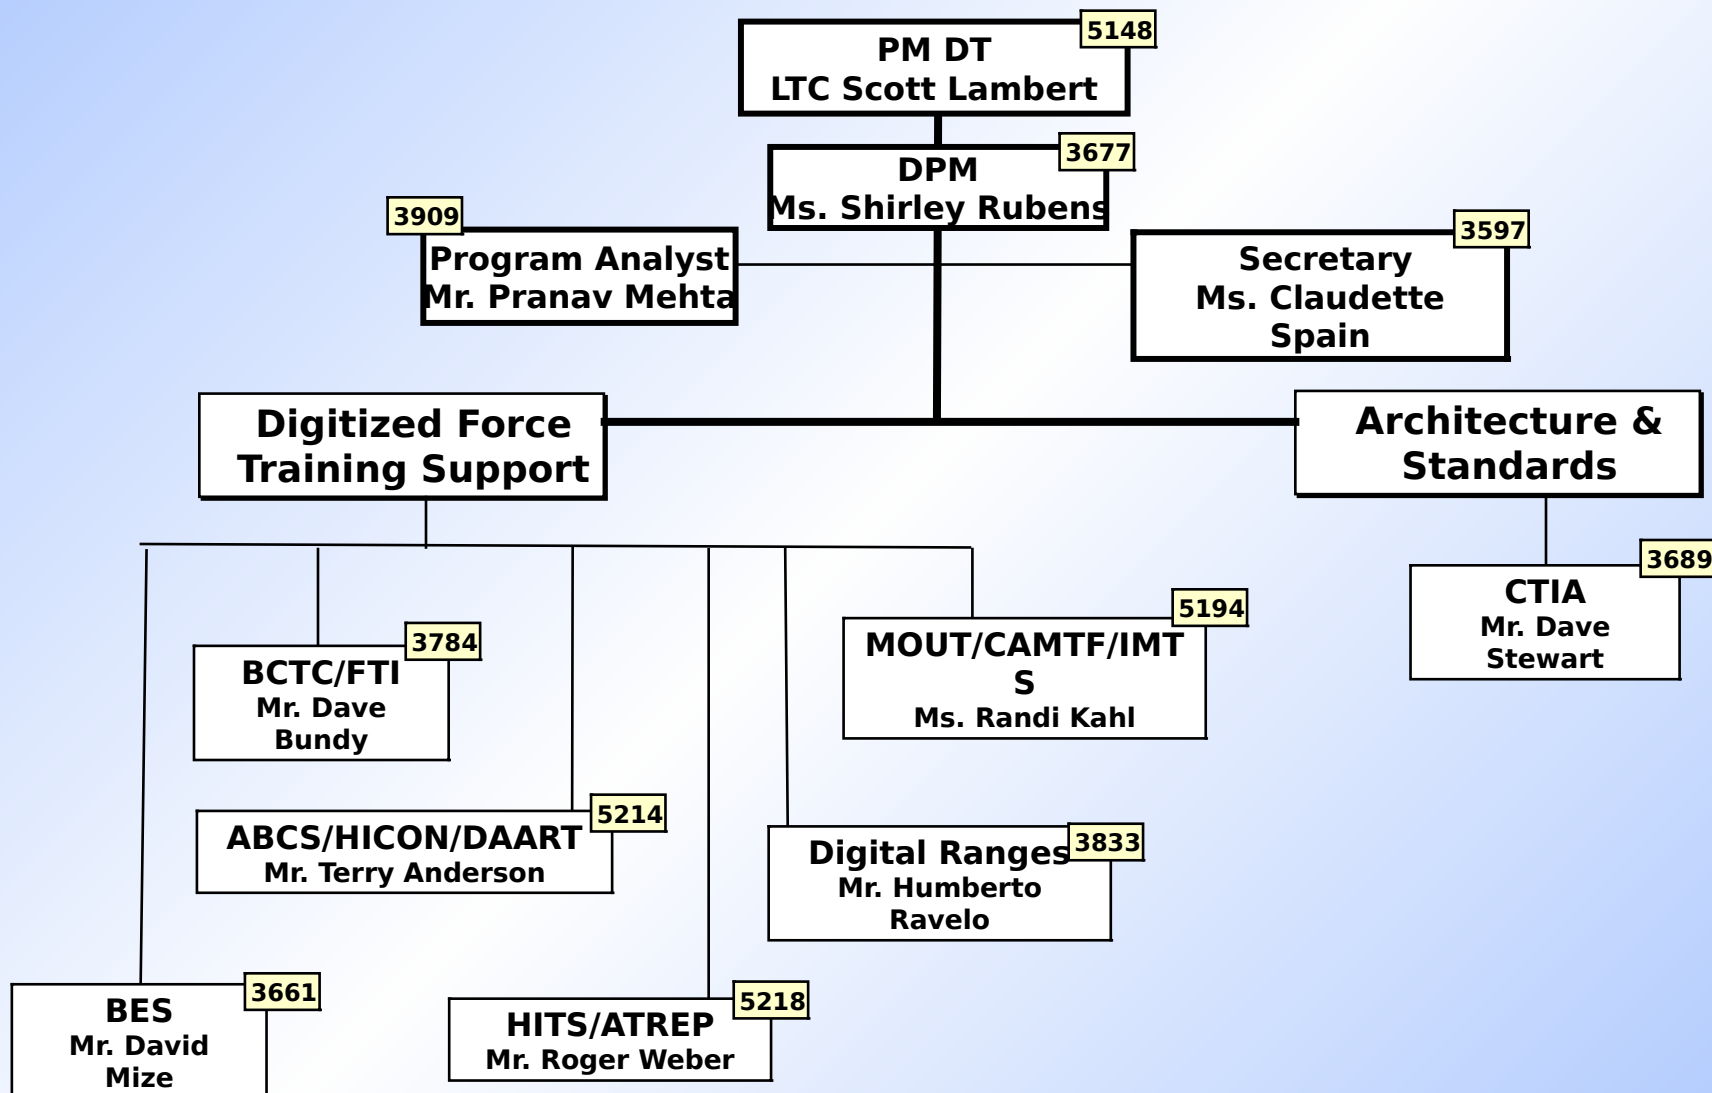 5148
PM DT
LTC Scott Lambert
3677
DPM
Ms. Shirley Rubens
3909
Program Analyst
Mr. Pranav Mehta
3597
Secretary
Ms. Claudette
Spain
Digitized Force
Training Support
Architecture &
Standards
3689
CTIA
Mr. Dave
Stewart
5194
MOUT/CAMTF/IMT
S
Ms. Randi Kahl
3784
BCTC/FTI
Mr. Dave
Bundy
5214
ABCS/HICON/DAART
Mr. Terry Anderson
3833
Digital Ranges
Mr. Humberto
Ravelo
3661
BES
Mr. David
Mize
5218
HITS/ATREP
Mr. Roger Weber